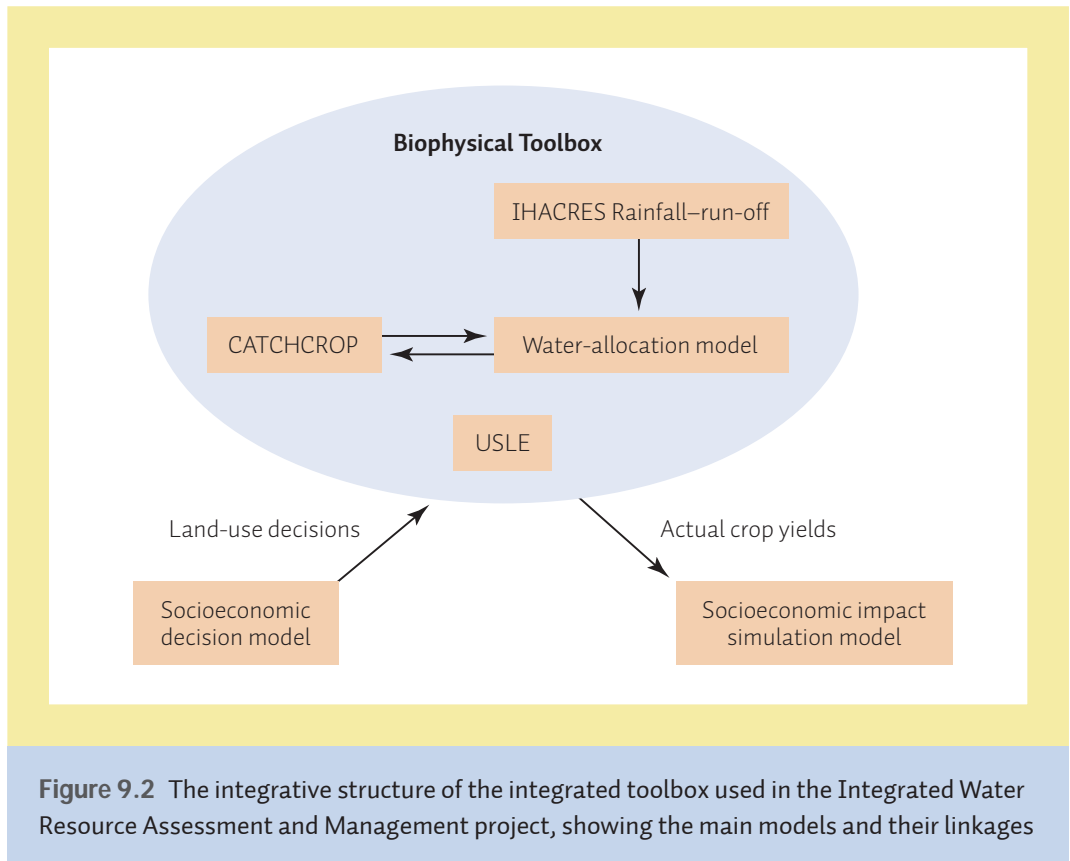 Biophysical Toolbox
IHACRES Rainfall–run-off
CATCHCROP
Water-allocation model
USLE
Land-use decisions
Actual crop yields
Socioeconomic
decision model
Socioeconomic impact
simulation model
Figure 9.2 The integrative structure of the integrated toolbox used in the Integrated Water
Resource Assessment and Management project, showing the main models and their linkages